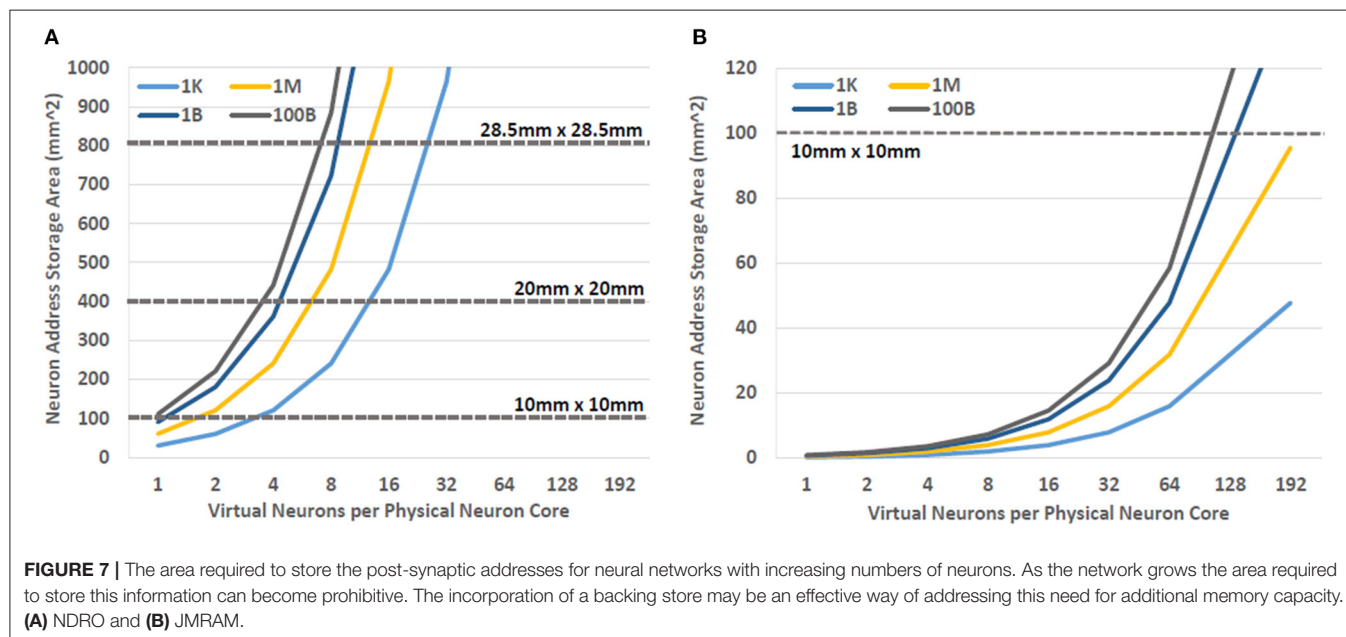 A
1000
900
800
700
600
500
400
300
200
100
0
Neuron Address Storage Area (mm^2)
1K 1M
1B 100B
28.5mm x 28.5mm
20mm x 20mm
10mm x 10mm
1 2 4 8 16 32 64 128 192
Virtual Neurons per Physical Neuron Core
B
120
100
80
60
40
20
0
Neuron Address Storage Area (mm^2)
1K 1M
1B 100B
10mm x 10mm
1 2 4 8 16 32 64 128 192
Virtual Neurons per Physical Neuron Core
FIGURE 7 | The area required to store the post-synaptic addresses for neural networks with increasing numbers of neurons. As the network grows the area required
to store this information can become prohibitive. The incorporation of a backing store may be an effective way of addressing this need for additional memory capacity.
(A) NDRO and (B) JMRAM.